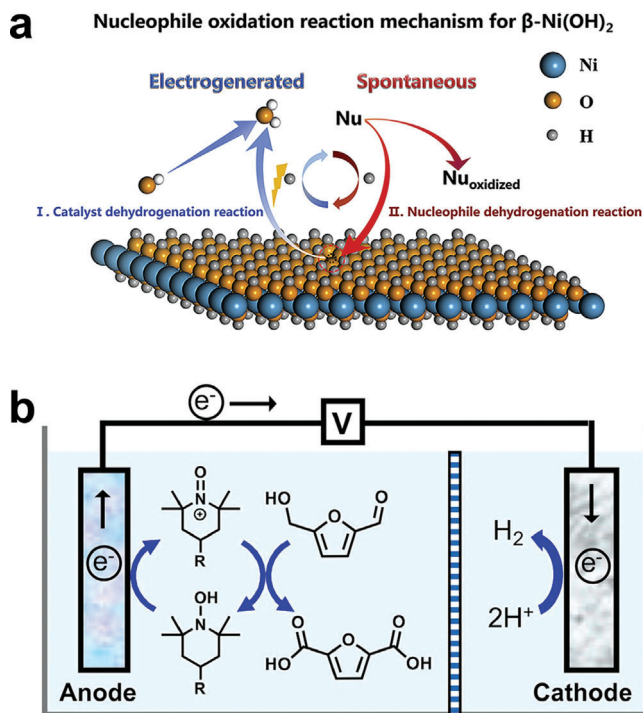 a
Nucleophile oxidation reaction mechanism for β-Ni(OH)₂
Electrogenerated
Spontaneous
Ni
O
H
Nu
Nuoxidized
I. Catalyst dehydrogenation reaction
II. Nucleophile dehydrogenation reaction
b
e⁻
V
O
N
+
R
HO
O
O
H₂
e⁻
e⁻
OH
N
R
O
O
O
OH
OH
2H⁺
Anode
Cathode